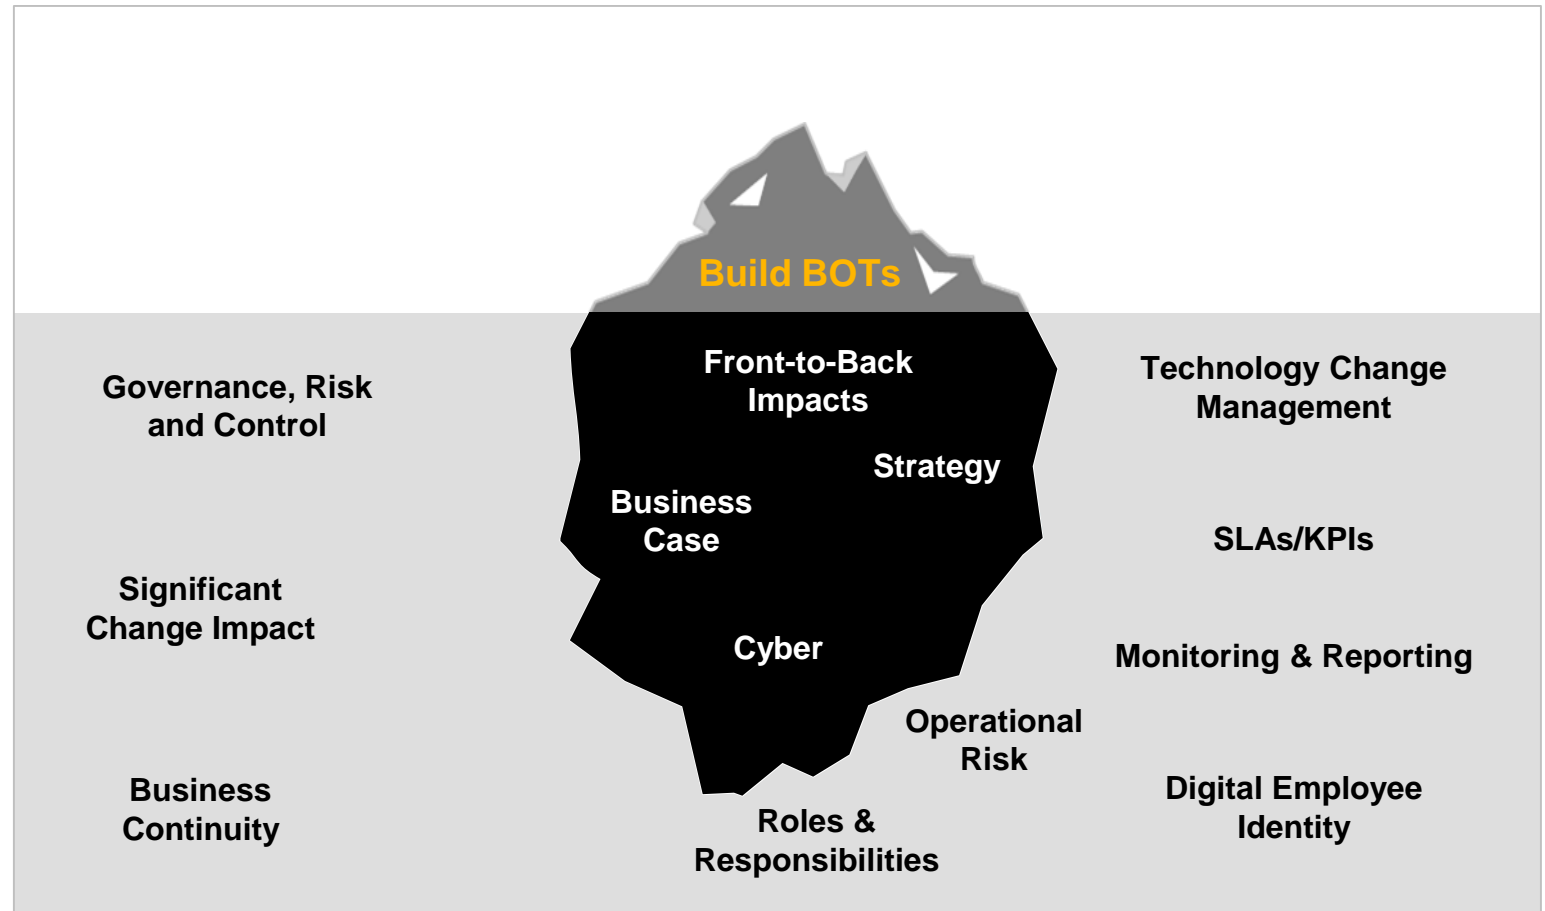 Build BOTs
Governance, Risk
and Control
Significant
Change Impact
Business
Continuity
Front-to-Back
Impacts
Strategy
Business
Case
Cyber
Operational
Risk
Roles &
Responsibilities
Technology Change
Management
SLAs/KPIs
Monitoring & Reporting
Digital Employee
Identity